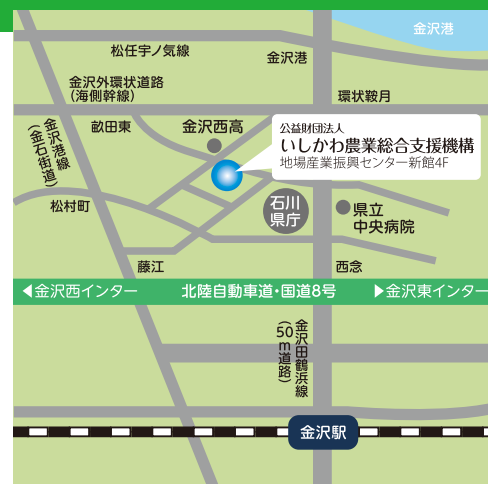 金沢港
松任宇ノ気線
金沢港
金沢外環状道路
(海側幹線)
環状鞍月
金沢港線
(金石街道)
畝田東
金沢西高
公益財団法人
いしかわ農業総合支援機構
地場産業振興センター新館4F
松村町
石川
県庁
県立
中央病院
藤江
西念
◀金沢西インター
北陸自動車道・国道8号
▶金沢東インター
金沢田鶴浜線
(50m道路)
金沢駅